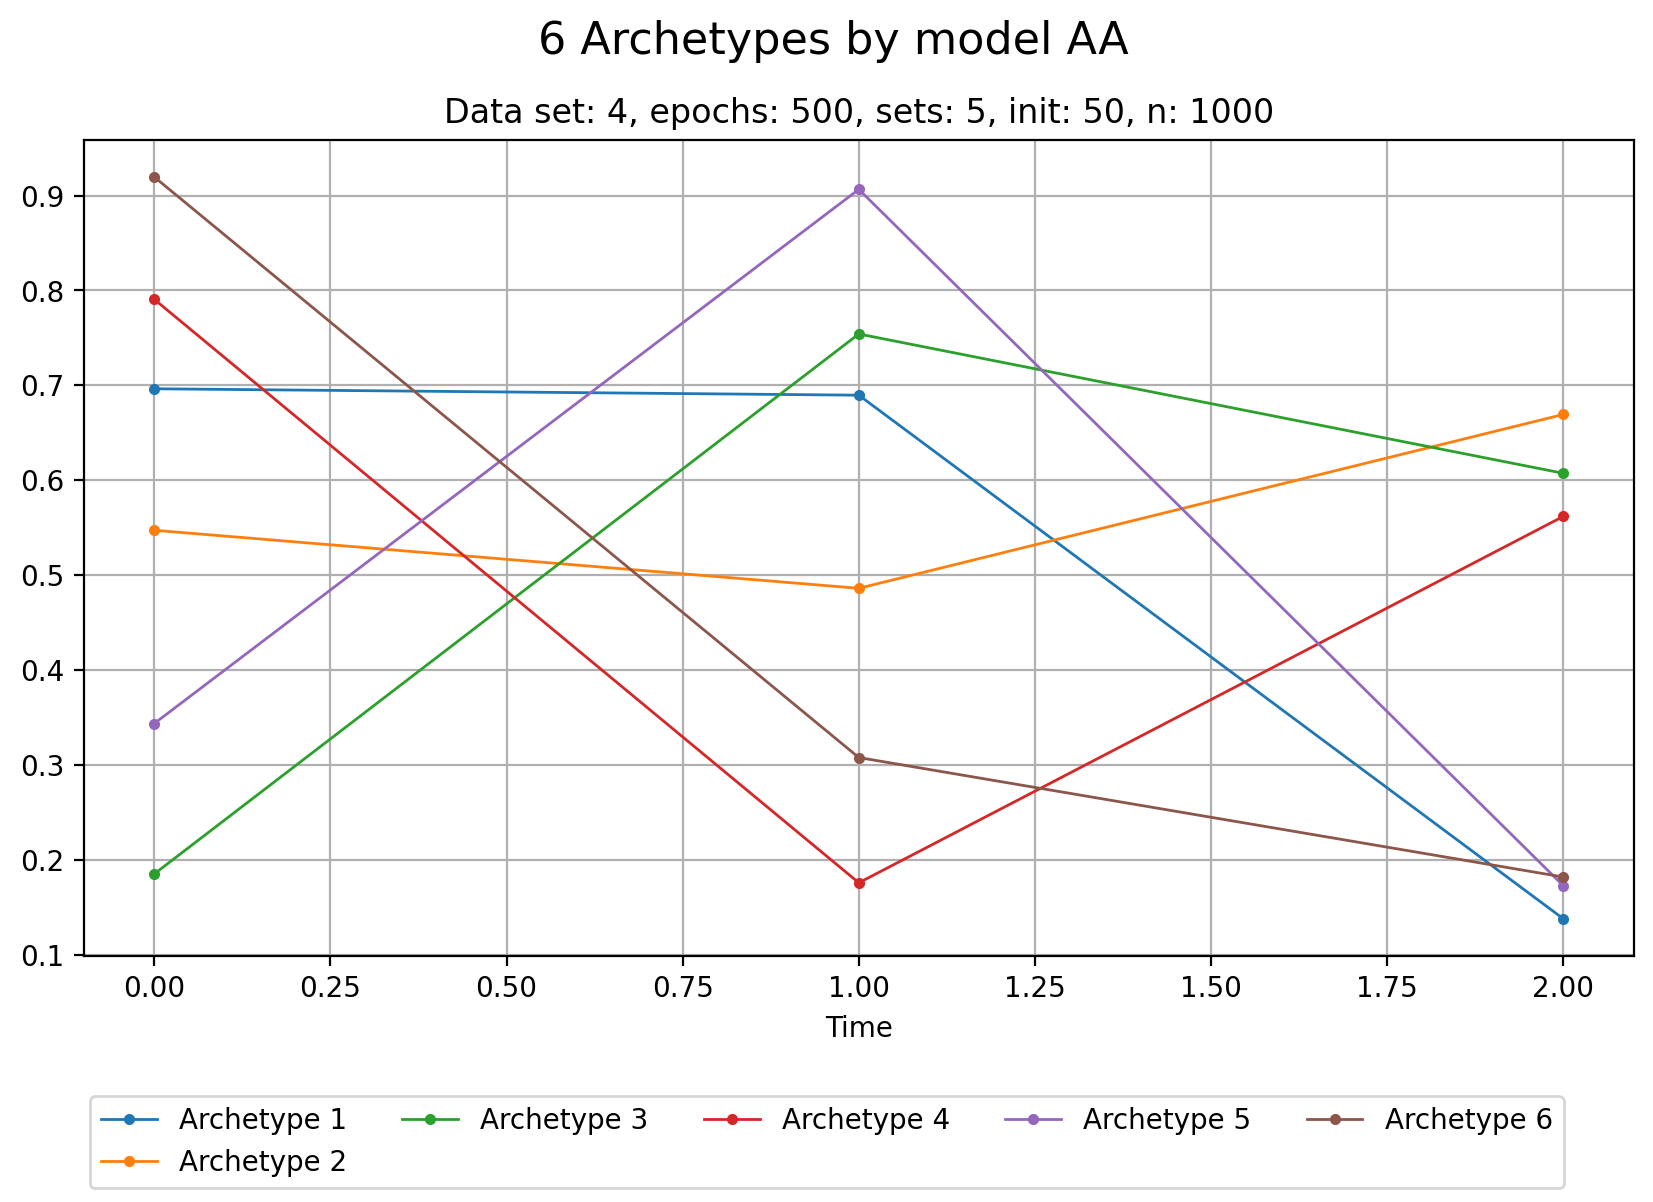 6 Archetypes by model AA
Data set: 4, epochs: 500, sets: 5, init: 50, n: 1000
0.9
0.8
0.7
0.6
0.5
0.4
0.3
0.2
0.1
0.00 0.25 0.50 0.75 1.00 1.25 1.50 1.75 2.00
Time
Archetype 1 Archetype 3 Archetype 4 Archetype 5 Archetype 6
Archetype 2